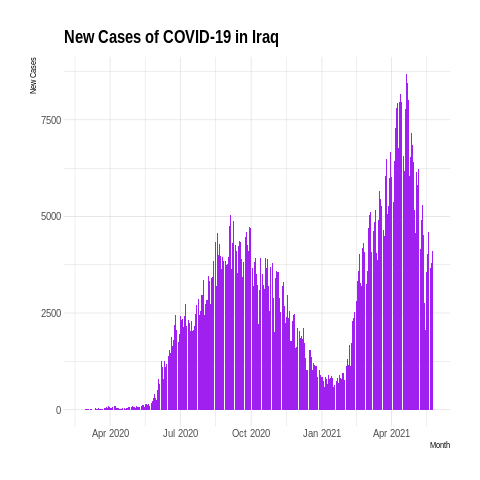 New Cases of COVID-19 in Iraq
New Cases
7500
5000
2500
0
Apr 2020 Jul 2020 Oct 2020 Jan 2021 Apr 2021
Month